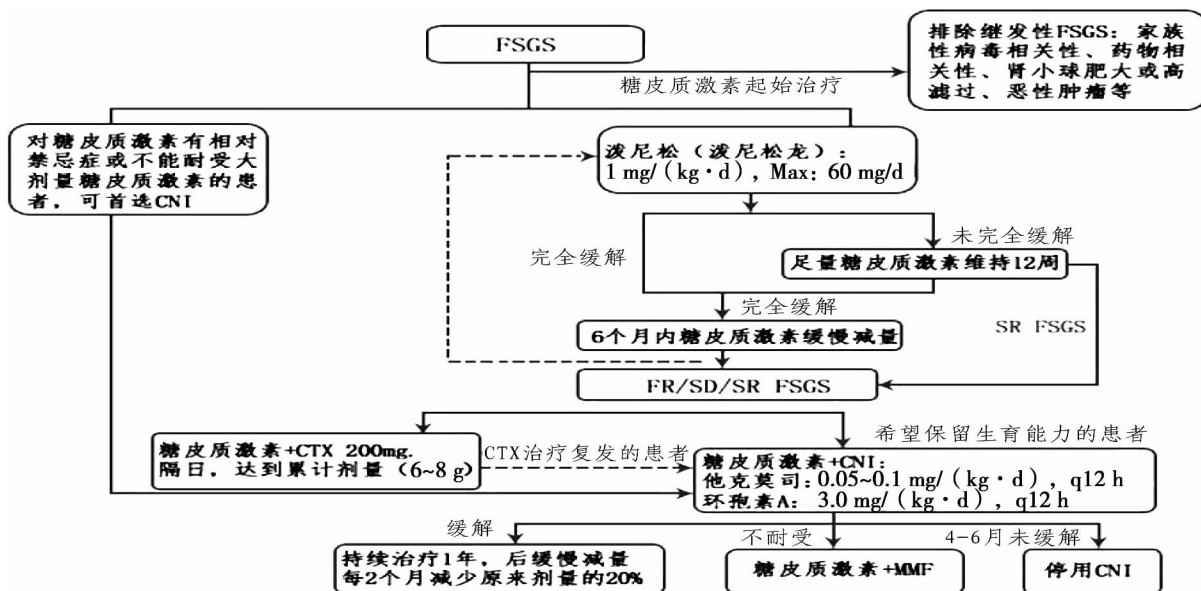 FSGS
排除继发性FSGS：家族
性病毒相关性、药物相
关性、肾小球肥大或高
滤过、恶性肿瘤等
糖皮质激素起始治疗
对糖皮质激素有相对
禁忌症或不能耐受大
剂量糖皮质激素的患
者，可首选CNI
泼尼松（泼尼松龙）：
1 mg/（kg·d），Max：60 mg/d
完全缓解
未完全缓解
足量糖皮质激素维持12周
完全缓解
SR FSGS
6个月内糖皮质激素缓慢减量
FR/SD/SR FSGS
糖皮质激素+CTX 200mg.
隔日，达到累计剂量（6~8 g）
CTX治疗复发的患者
希望保留生育能力的患者
糖皮质激素+CNI：
他克莫司：0.05~0.1 mg/（kg·d），q12 h
环孢素A： 3.0 mg/（kg·d），q12 h
缓解
不耐受
4-6月未缓解
持续治疗1年，后缓慢减量
每2个月减少原来剂量的20%
糖皮质激素+MMF
停用CNI